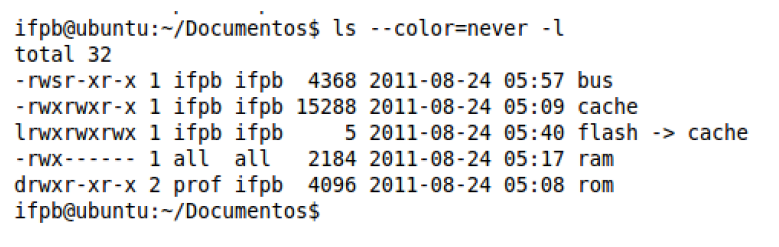 ifpb@ubuntu:~/Documentos$ ls --color=never -l
total 32
-rwsr-xr-x 1 ifpb ifpb  4368 2011-08-24 05:57 bus
-rwxrwxr-x 1 ifpb ifpb 15288 2011-08-24 05:09 cache
lrwxrwxrwx 1 ifpb ifpb     5 2011-08-24 05:40 flash -> cache
-rwx------ 1 all  all   2184 2011-08-24 05:17 ram
drwxr-xr-x 2 prof ifpb  4096 2011-08-24 05:08 rom
ifpb@ubuntu:~/Documentos$